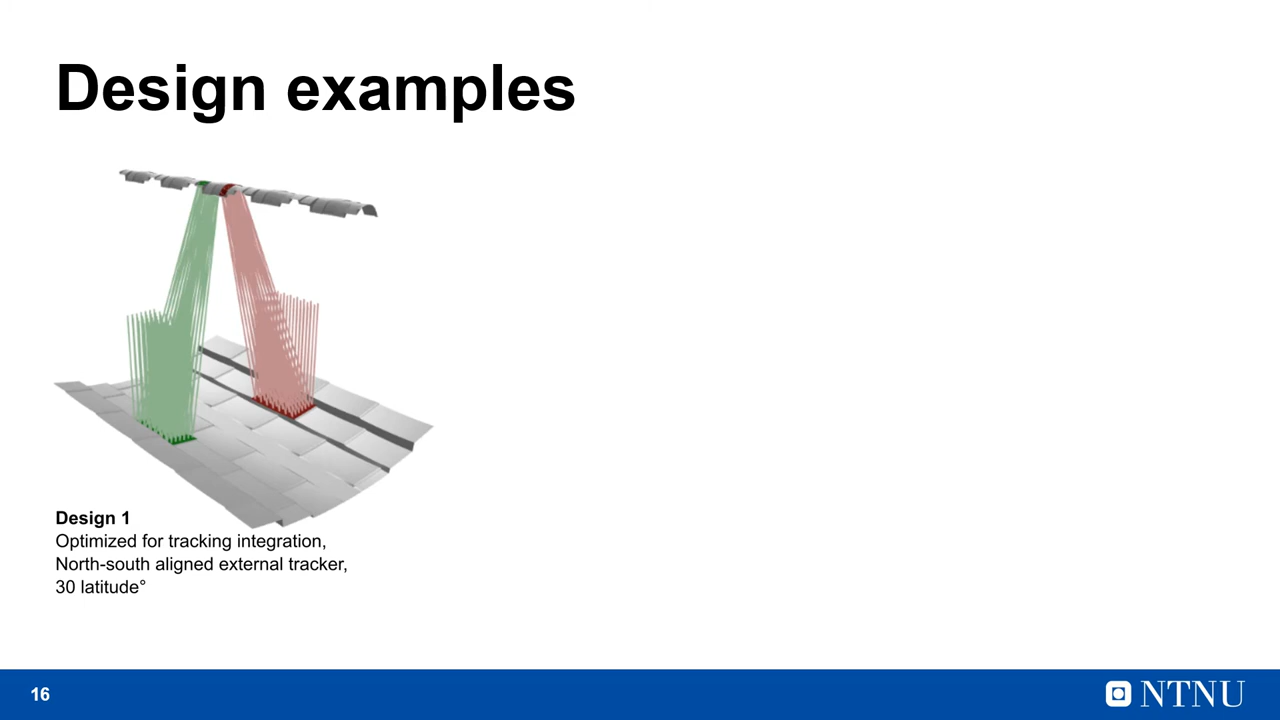 Design examples
Design 1
Optimized for tracking integration,
North-south aligned external tracker,
30 latitude°
16
NTNU